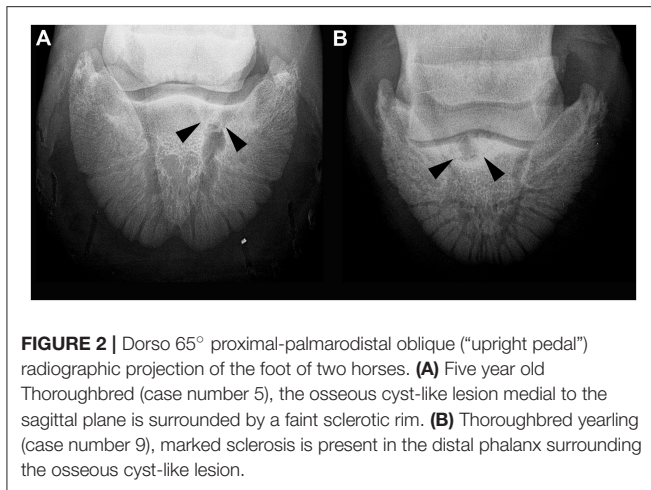 A
B
FIGURE 2 | Dorso 65° proximal-palmarodistal oblique (“upright pedal”)
radiographic projection of the foot of two horses. (A) Five year old
Thoroughbred (case number 5), the osseous cyst-like lesion medial to the
sagittal plane is surrounded by a faint sclerotic rim. (B) Thoroughbred yearling
(case number 9), marked sclerosis is present in the distal phalanx surrounding
the osseous cyst-like lesion.